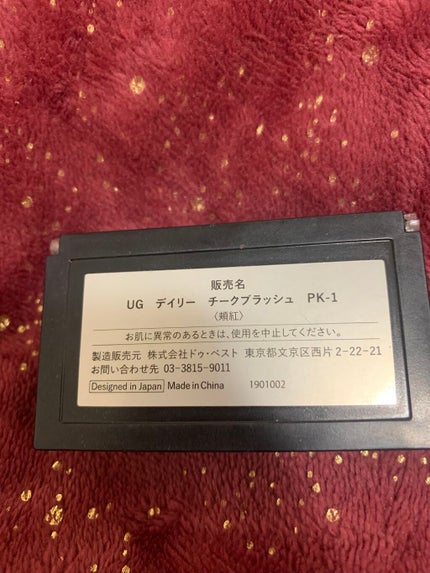 販売名
UG デイリー チークブラッシュ PK-1
〈頬紅〉
お肌に異常のあるときは、使用を中止してください。
製造販売元 株式会社ドゥ・ベスト 東京都文京区西片2-22-21
お問い合わせ先 03-3815-9011
Designed in Japan Made in China 1901002